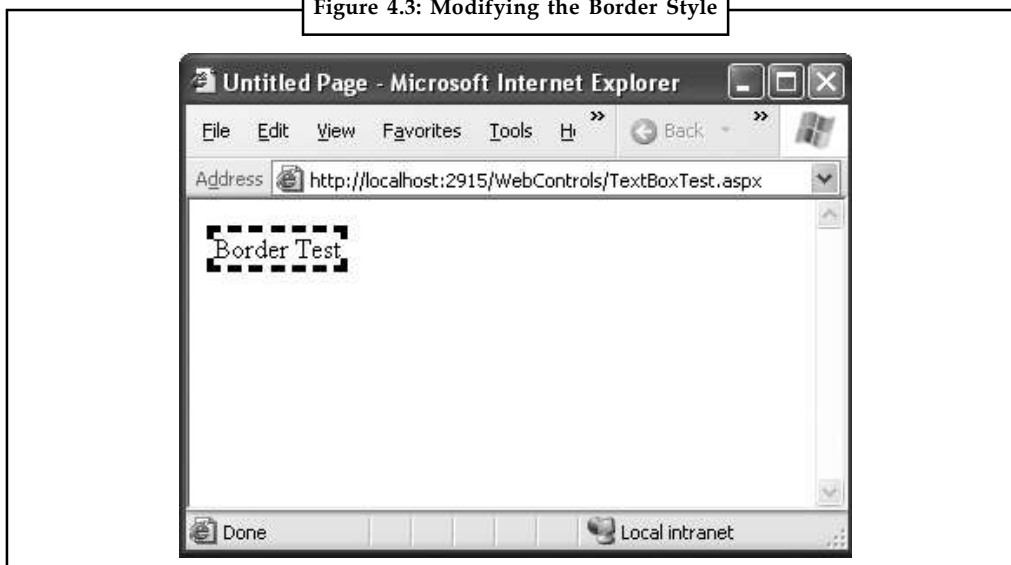 Figure 4.3: Modifying the Border Style
Untitled Page - Microsoft Internet Explorer
File Edit View Favorites Tools H » Back »
Address http://localhost:2915/WebControls/TextBoxTest.aspx
Border Test
Done Local intranet